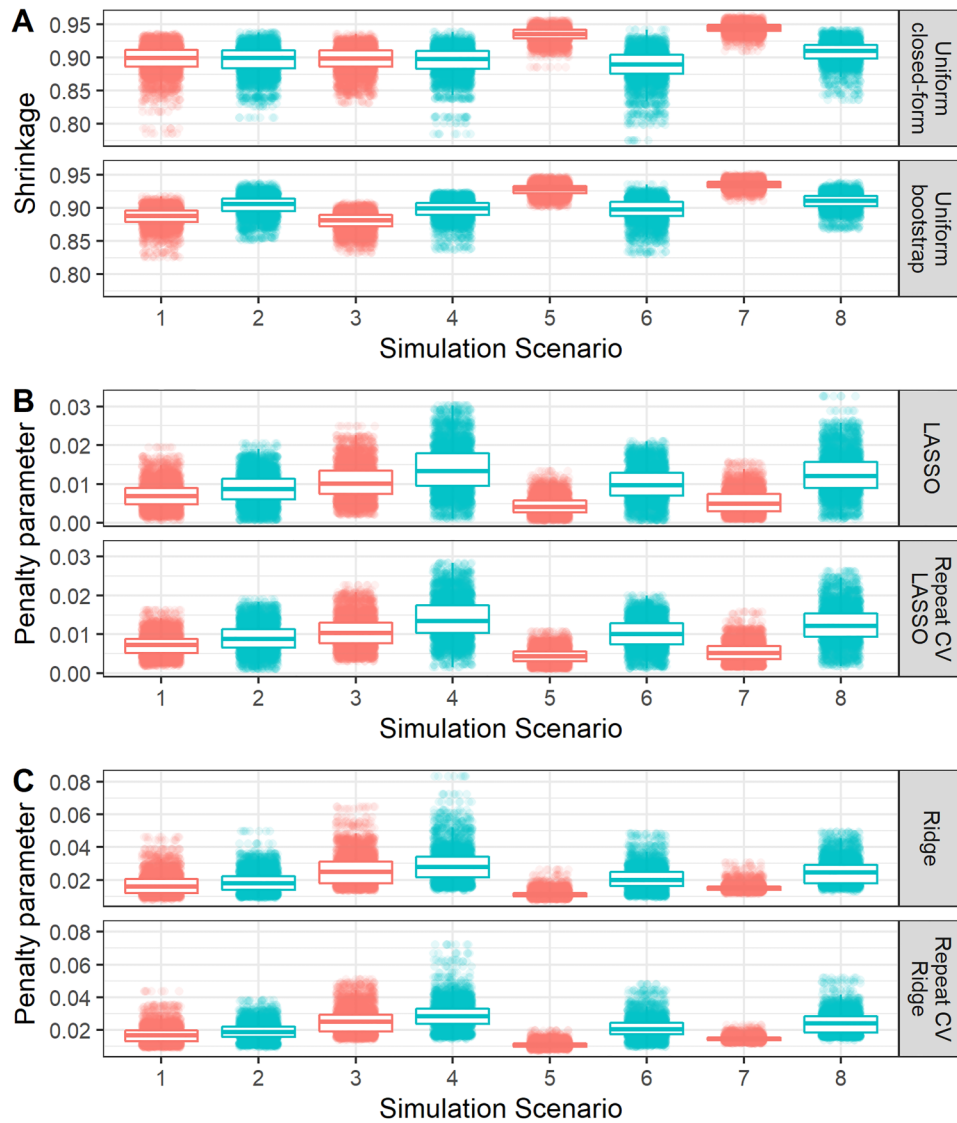 A
Shrinkage
0.95
0.90
0.85
0.80
Uniform
closed-form
0.95
0.90
0.85
0.80
Uniform
bootstrap
1 2 3 4 5 6 7 8
Simulation Scenario
B
Penalty parameter
0.03
0.02
0.01
0.00
LASSO
0.03
0.02
0.01
0.00
Repeat CV
LASSO
1 2 3 4 5 6 7 8
Simulation Scenario
C
Penalty parameter
0.08
0.06
0.04
0.02
Ridge
0.08
0.06
0.04
0.02
Repeat CV
Ridge
1 2 3 4 5 6 7 8
Simulation Scenario